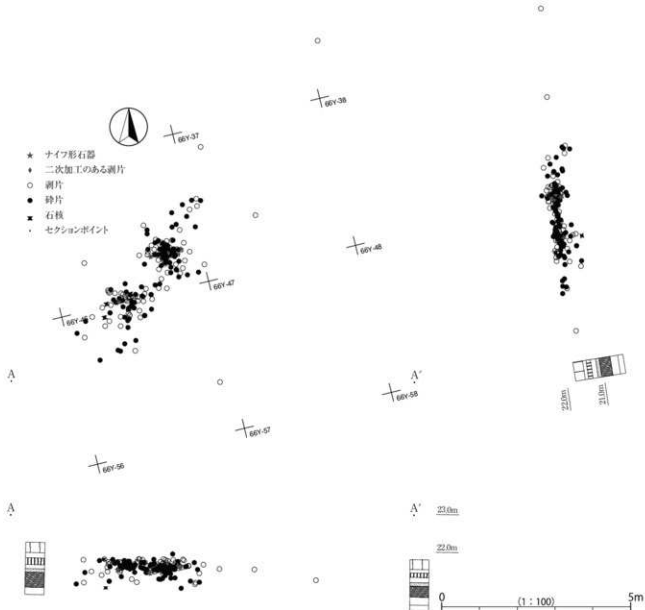 66Y-38
66Y-37
ナイフ形石器
二次加工のある剥片
剥片
砕片
石核
セクションポイント
66Y-48
66Y-47
66Y-46
A
A'
22.0m
21.0m
66Y-58
66Y-57
66Y-56
A
A'
23.0m
22.0m
0
(1：100)
5m